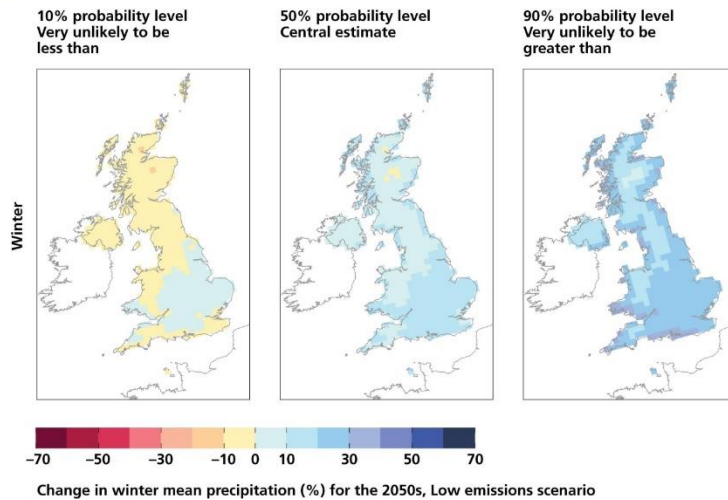 10% probability level
Very unlikely to be
less than
50% probability level
Central estimate
90% probability level
Very unlikely to be
greater than
Winter
–70 –50 –30 –10 0 10 30 50 70
Change in winter mean precipitation (%) for the 2050s, Low emissions scenario